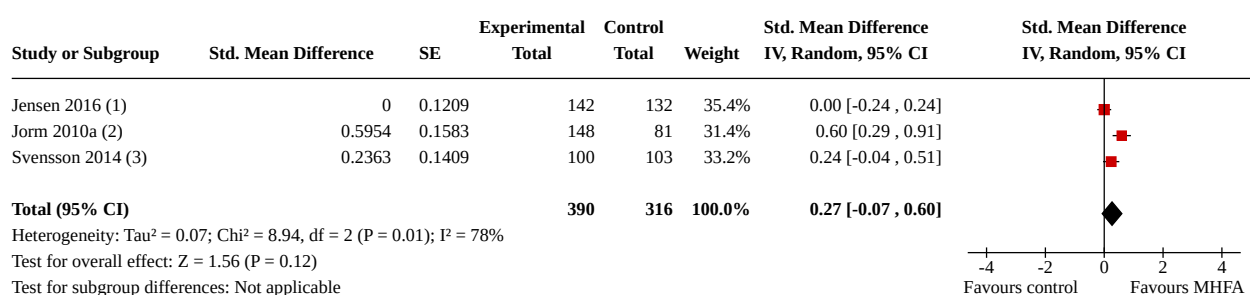 Experimental Control Std. Mean Difference Std. Mean Difference
Study or Subgroup Std. Mean Difference SE Total Total Weight IV, Random, 95% CI IV, Random, 95% CI
Jensen 2016 (1) 0 0.1209 142 132 35.4% 0.00 [-0.24 , 0.24]
Jorm 2010a (2) 0.5954 0.1583 148 81 31.4% 0.60 [0.29 , 0.91]
Svensson 2014 (3) 0.2363 0.1409 100 103 33.2% 0.24 [-0.04 , 0.51]
Total (95% CI) 390 316 100.0% 0.27 [-0.07 , 0.60]
Heterogeneity: Tau² = 0.07; Chi² = 8.94, df = 2 (P = 0.01); I² = 78%
Test for overall effect: Z = 1.56 (P = 0.12)
-4 -2 0 2 4
Test for subgroup differences: Not applicable Favours control Favours MHFA